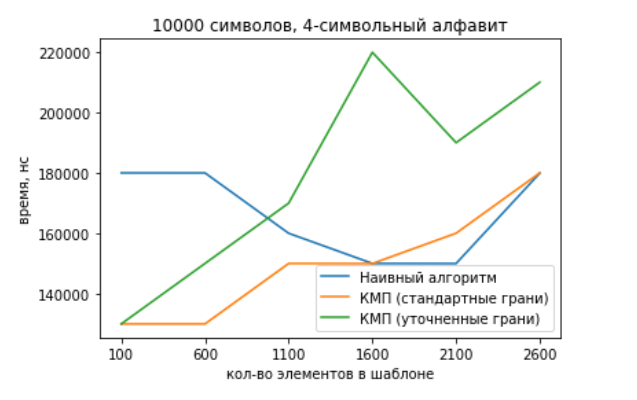 10000 символов, 4-символьный алфавит
220000
200000
180000
160000
140000
время, нс
Наивный алгоритм
КМП (стандартные грани)
КМП (уточненные грани)
100 600 1100 1600 2100 2600
кол-во элементов в шаблоне